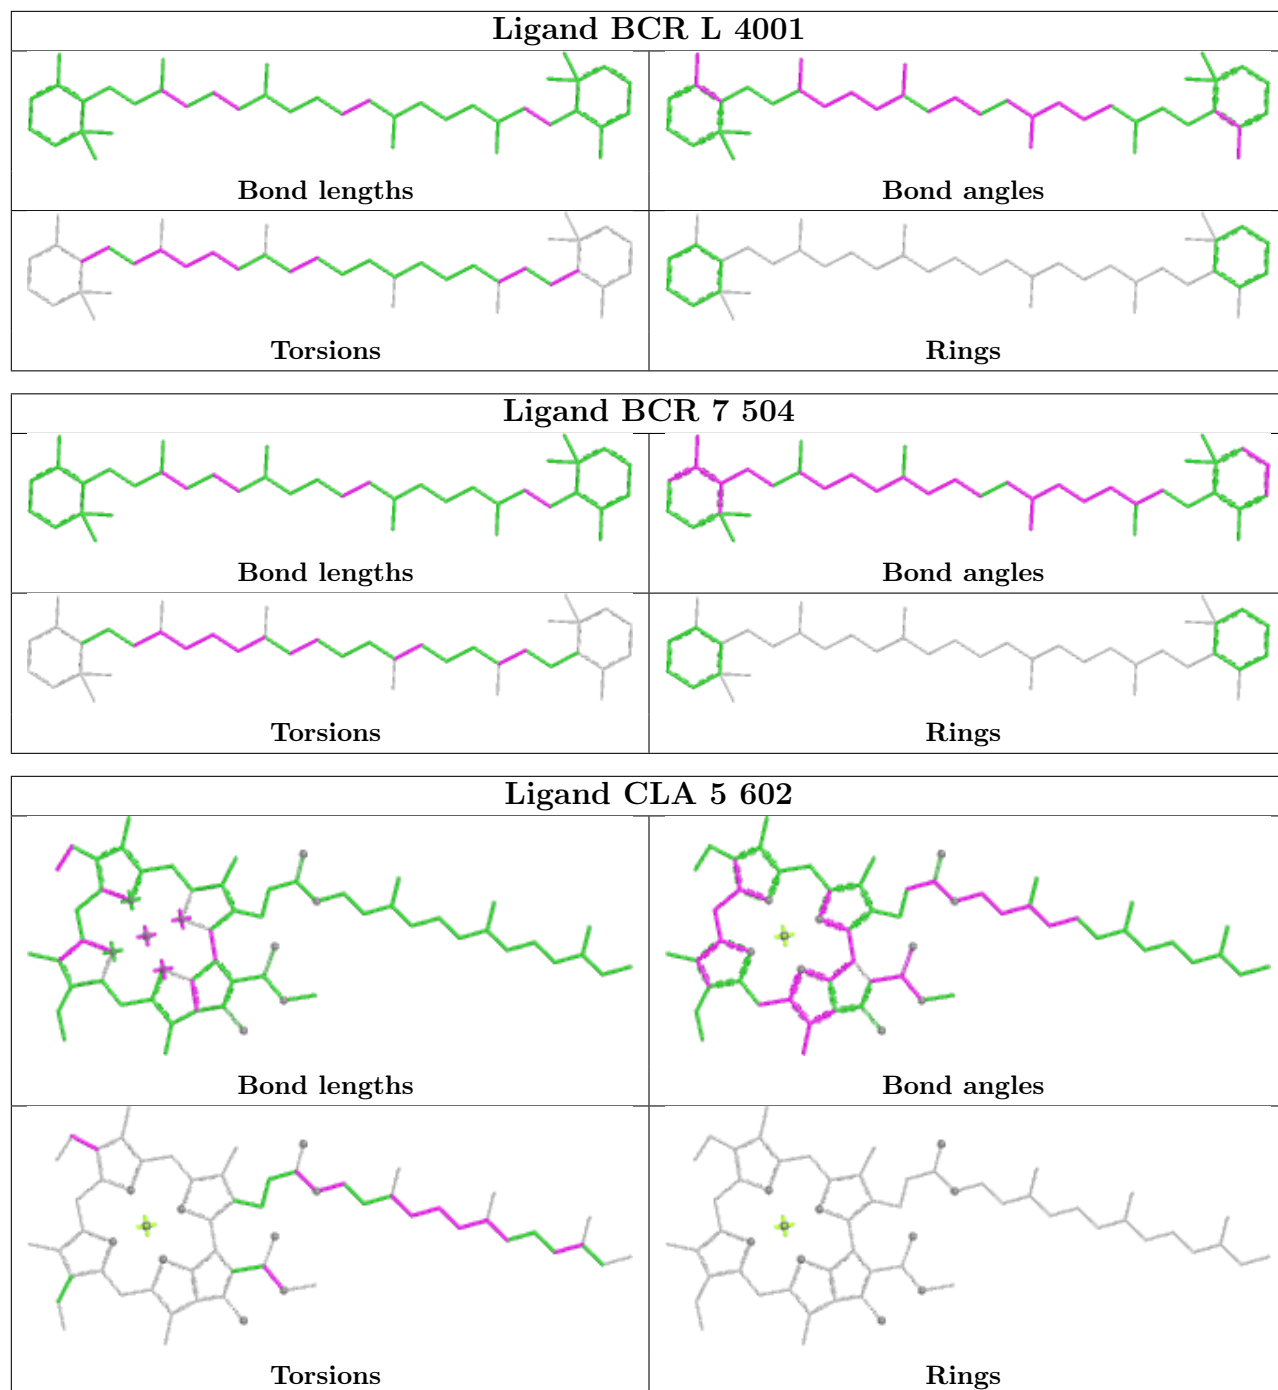 Ligand BCR L 4001
Bond lengths
Bond angles
Torsions
Rings
Ligand BCR 7 504
Bond lengths
Bond angles
Torsions
Rings
Ligand CLA 5 602
Bond lengths
Bond angles
Torsions
Rings